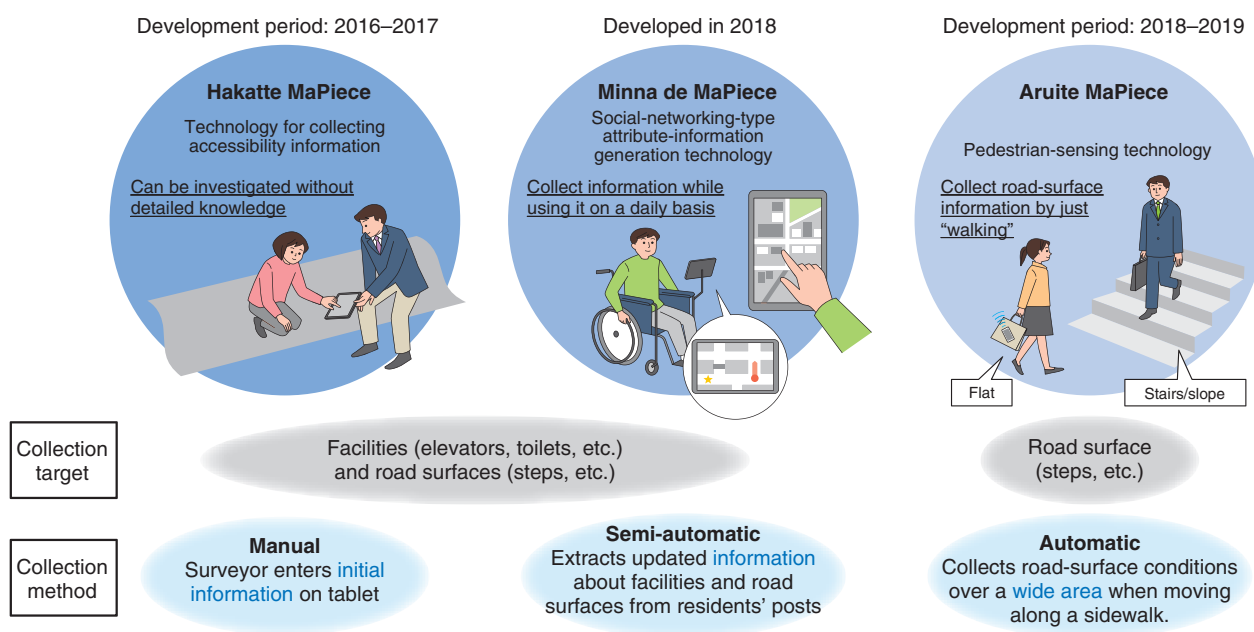 Development period: 2016–2017
Hakatte MaPiece
Technology for collecting
accessibility information
Can be investigated without
detailed knowledge
Developed in 2018
Minna de MaPiece
Social-networking-type
attribute-information
generation technology
Collect information while
using it on a daily basis
Development period: 2018–2019
Aruite MaPiece
Pedestrian-sensing technology
Collect road-surface
information by just
“walking”
Flat
Stairs/slope
Collection
target
Facilities (elevators, toilets, etc.)
and road surfaces (steps, etc.)
Road surface
(steps, etc.)
Collection
method
Manual
Surveyor enters initial
information on tablet
Semi-automatic
Extracts updated information
about facilities and road
surfaces from residents’ posts
Automatic
Collects road-surface conditions
over a wide area when moving
along a sidewalk.